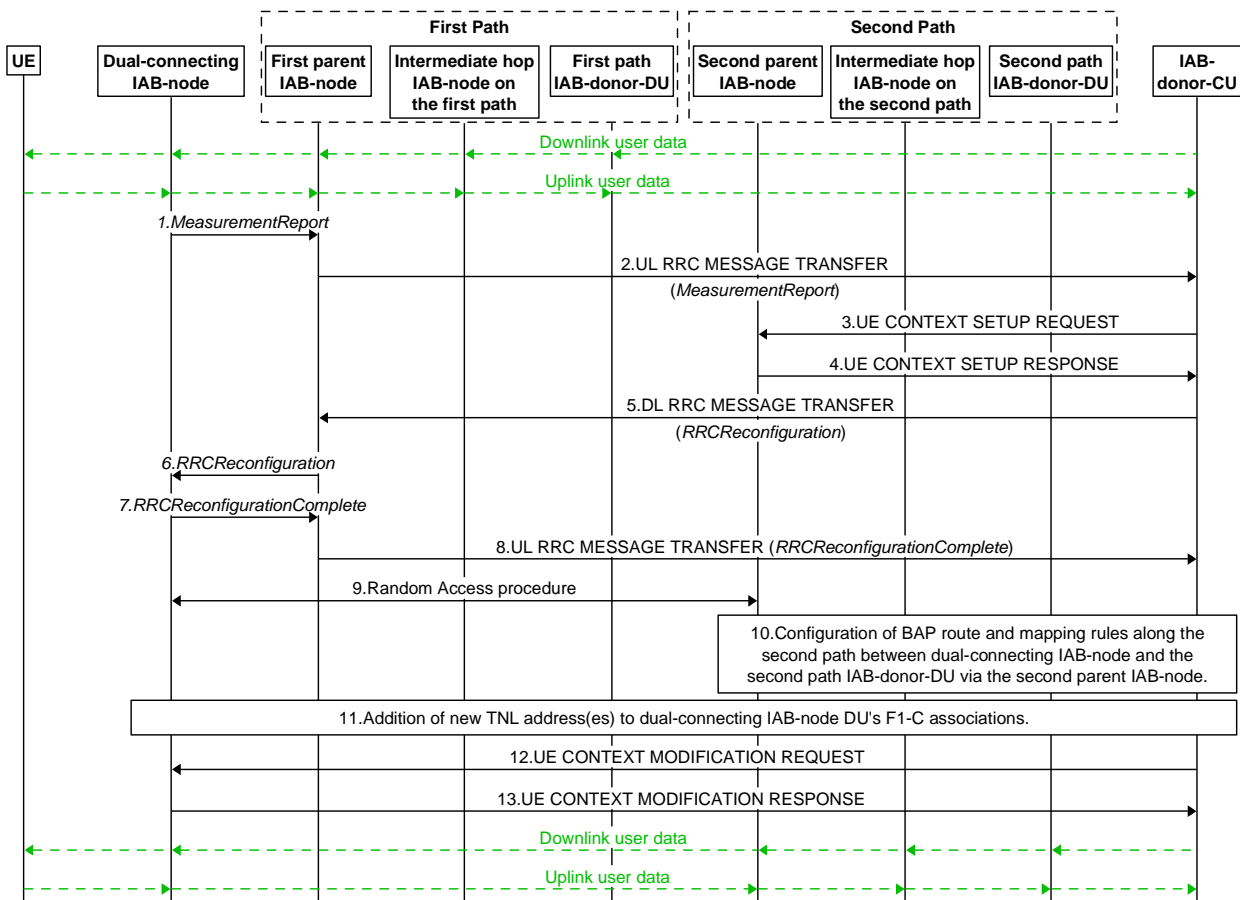 First Path
Second Path
UE
Dual-connecting
IAB-node
First parent
IAB-node
Intermediate hop
IAB-node on
the first path
First path
IAB-donor-DU
Second parent
IAB-node
Intermediate hop
IAB-node on
the second path
Second path
IAB-donor-DU
IAB-
donor-CU
Downlink user data
Uplink user data
1.MeasurementReport
2.UL RRC MESSAGE TRANSFER
(MeasurementReport)
3.UE CONTEXT SETUP REQUEST
4.UE CONTEXT SETUP RESPONSE
5.DL RRC MESSAGE TRANSFER
(RRCReconfiguration)
6.RRCReconfiguration
7.RRCReconfigurationComplete
8.UL RRC MESSAGE TRANSFER (RRCReconfigurationComplete)
9.Random Access procedure
10.Configuration of BAP route and mapping rules along the
second path between dual-connecting IAB-node and the
second path IAB-donor-DU via the second parent IAB-node.
11.Addition of new TNL address(es) to dual-connecting IAB-node DU's F1-C associations.
12.UE CONTEXT MODIFICATION REQUEST
13.UE CONTEXT MODIFICATION RESPONSE
Downlink user data
Uplink user data